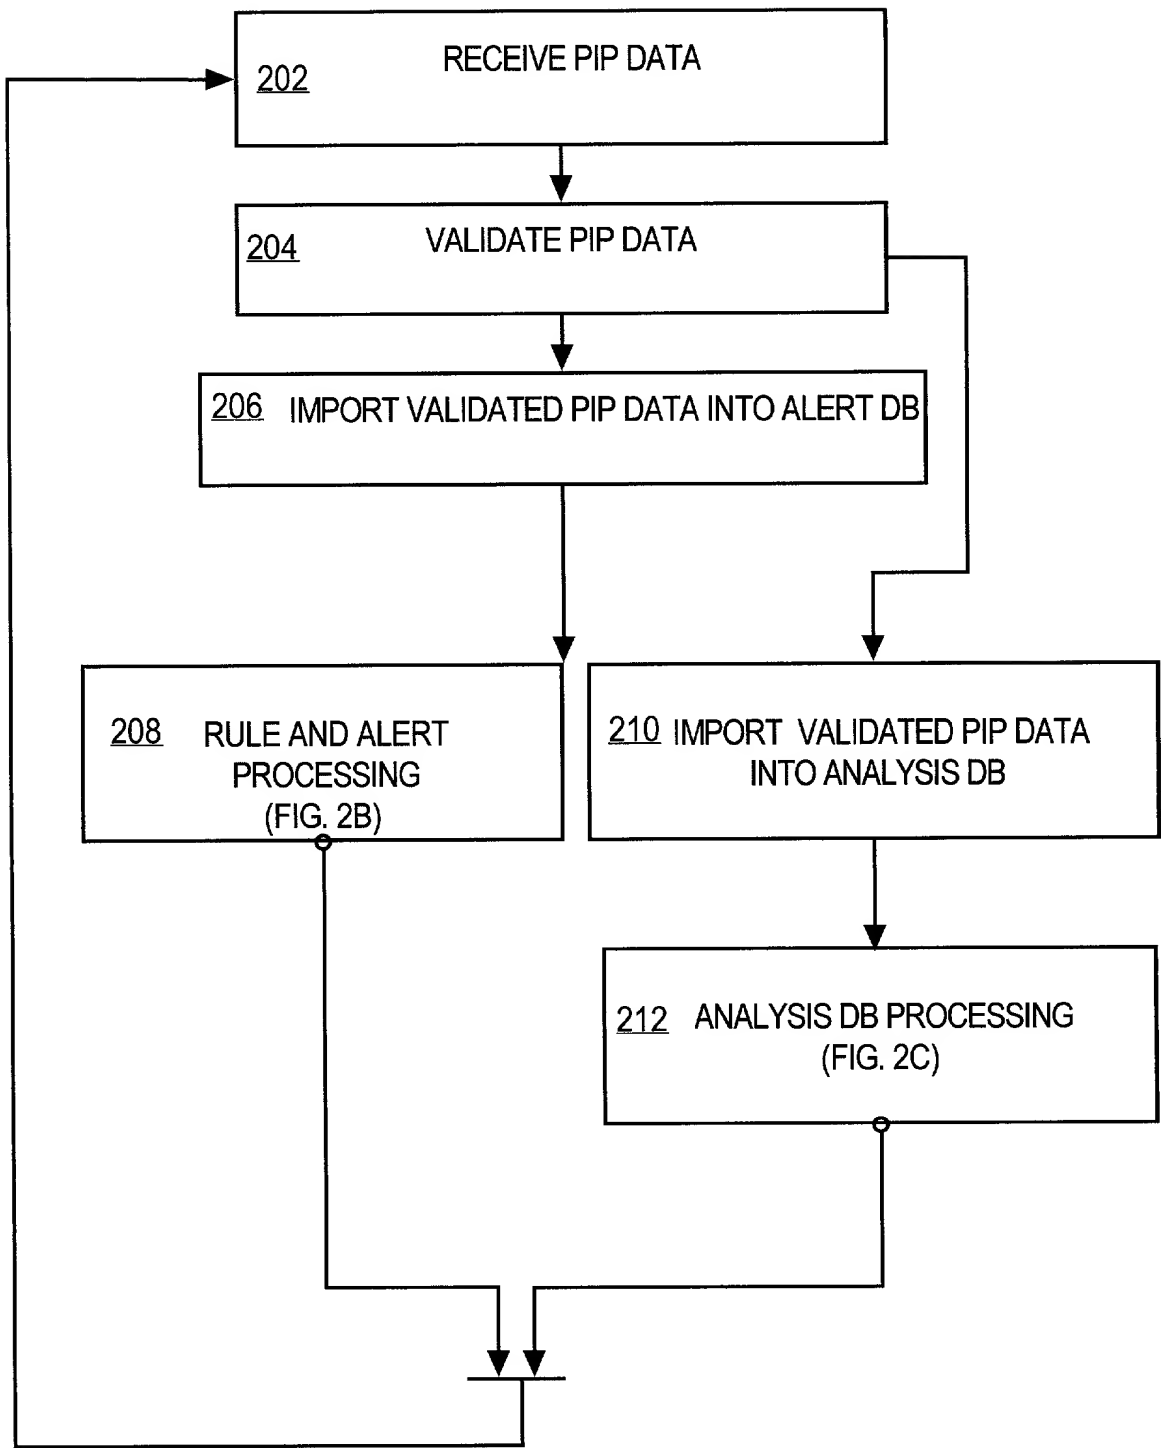 RECEIVE PIP DATA
202
VALIDATE PIP DATA
204
206 IMPORT VALIDATED PIP DATA INTO ALERT DB
208 RULE AND ALERT
PROCESSING
(FIG. 2B)
210 IMPORT VALIDATED PIP DATA
INTO ANALYSIS DB
212 ANALYSIS DB PROCESSING
(FIG. 2C)